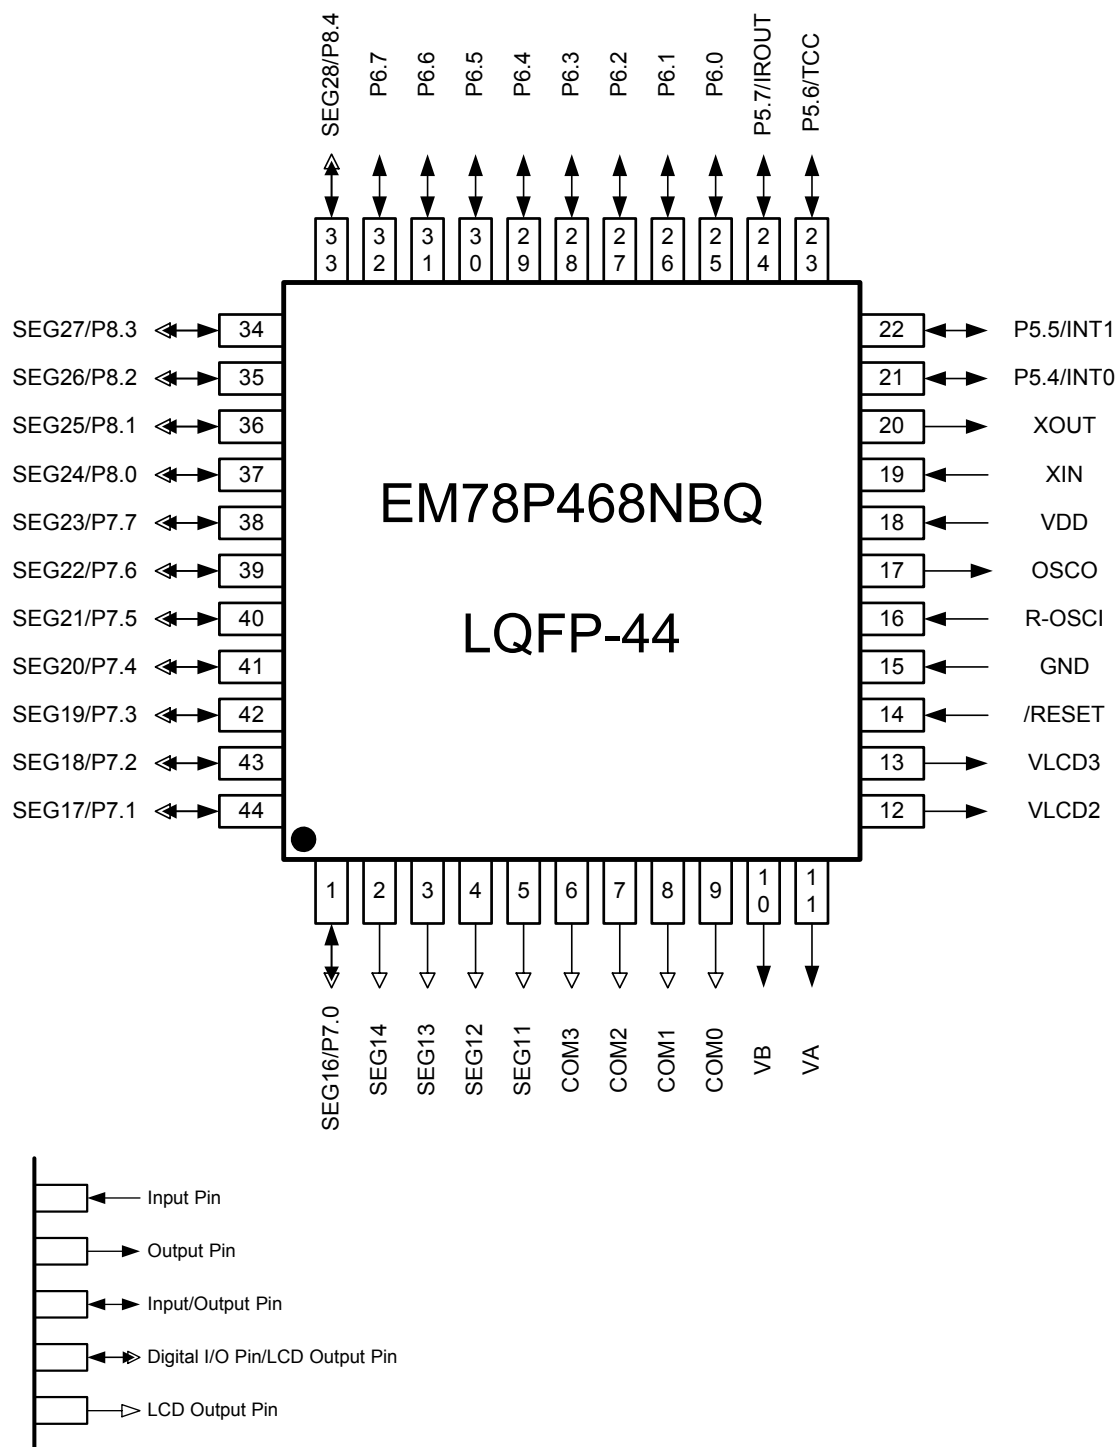 SEG28/P8.4
P6.7
P6.6
P6.5
P6.4
P6.3
P6.2
P6.1
P6.0
P5.7/IROUT
P5.6/TCC
33
32
31
30
29
28
27
26
25
24
23
SEG27/P8.3 34
SEG26/P8.2 35
SEG25/P8.1 36
SEG24/P8.0 37
SEG23/P7.7 38
SEG22/P7.6 39
SEG21/P7.5 40
SEG20/P7.4 41
SEG19/P7.3 42
SEG18/P7.2 43
SEG17/P7.1 44
EM78P468NBQ
LQFP-44
22 P5.5/INT1
21 P5.4/INT0
20 XOUT
19 XIN
18 VDD
17 OSCO
16 R-OSCI
15 GND
14 /RESET
13 VLCD3
12 VLCD2
1
2
3
4
5
6
7
8
9
10
11
SEG16/P7.0
SEG14
SEG13
SEG12
SEG11
COM3
COM2
COM1
COM0
VB
VA
Input Pin
Output Pin
Input/Output Pin
Digital I/O Pin/LCD Output Pin
LCD Output Pin